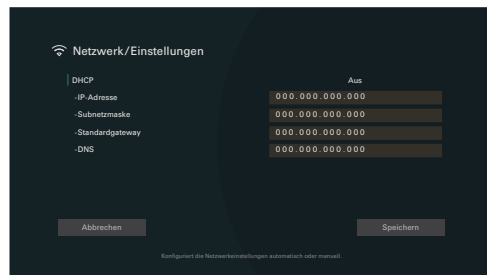 Netzwerk/Einstellungen
DHCP Aus
-IP-Adresse 000.000.000.000
-Subnetzmaske 000.000.000.000
-Standardgateway 000.000.000.000
-DNS 000.000.000.000
Abbrechen Speichern
Konfiguriert die Netzwerkeinstellungen automatisch oder manuell.